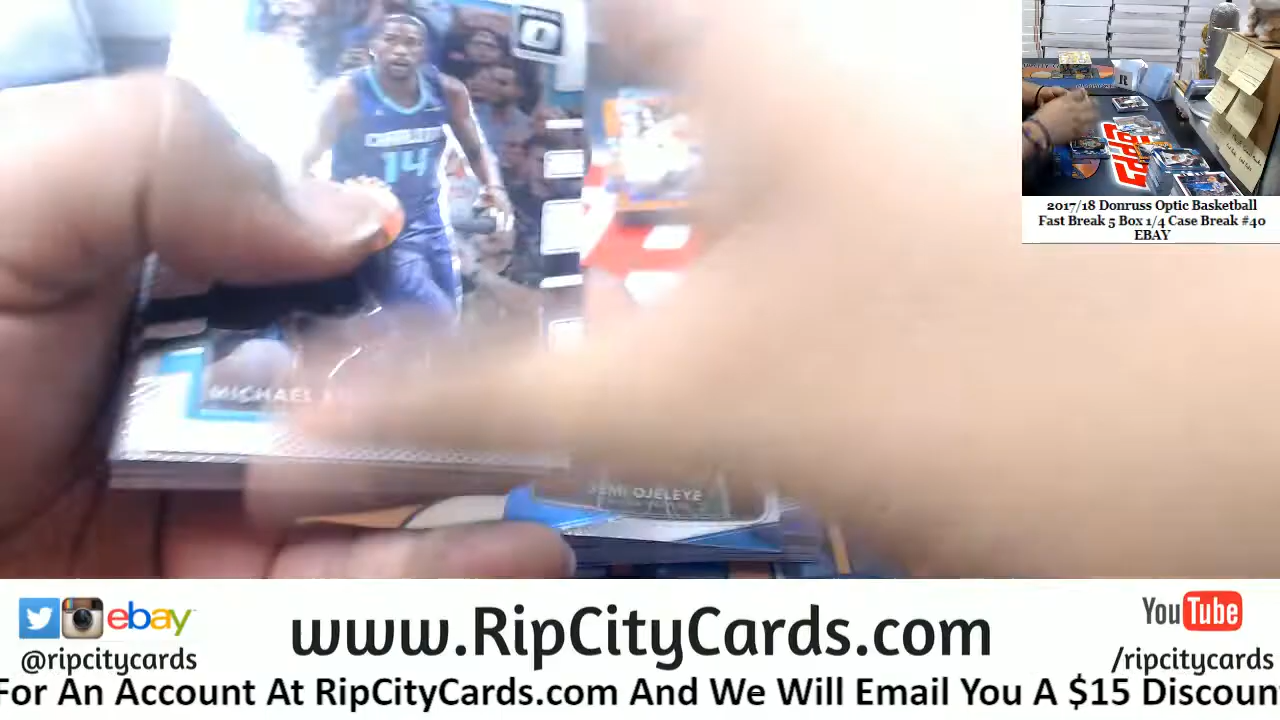 14
MICHAEL
SEMI OJELEYE
2017/18 Donruss Optic Basketball
Fast Break 5 Box 1/4 Case Break #40
EBAY
ebay
@ripcitycards
www.RipCityCards.com
YouTube
/ripcitycards
For An Account At RipCityCards.com And We Will Email You A $15 Discoun